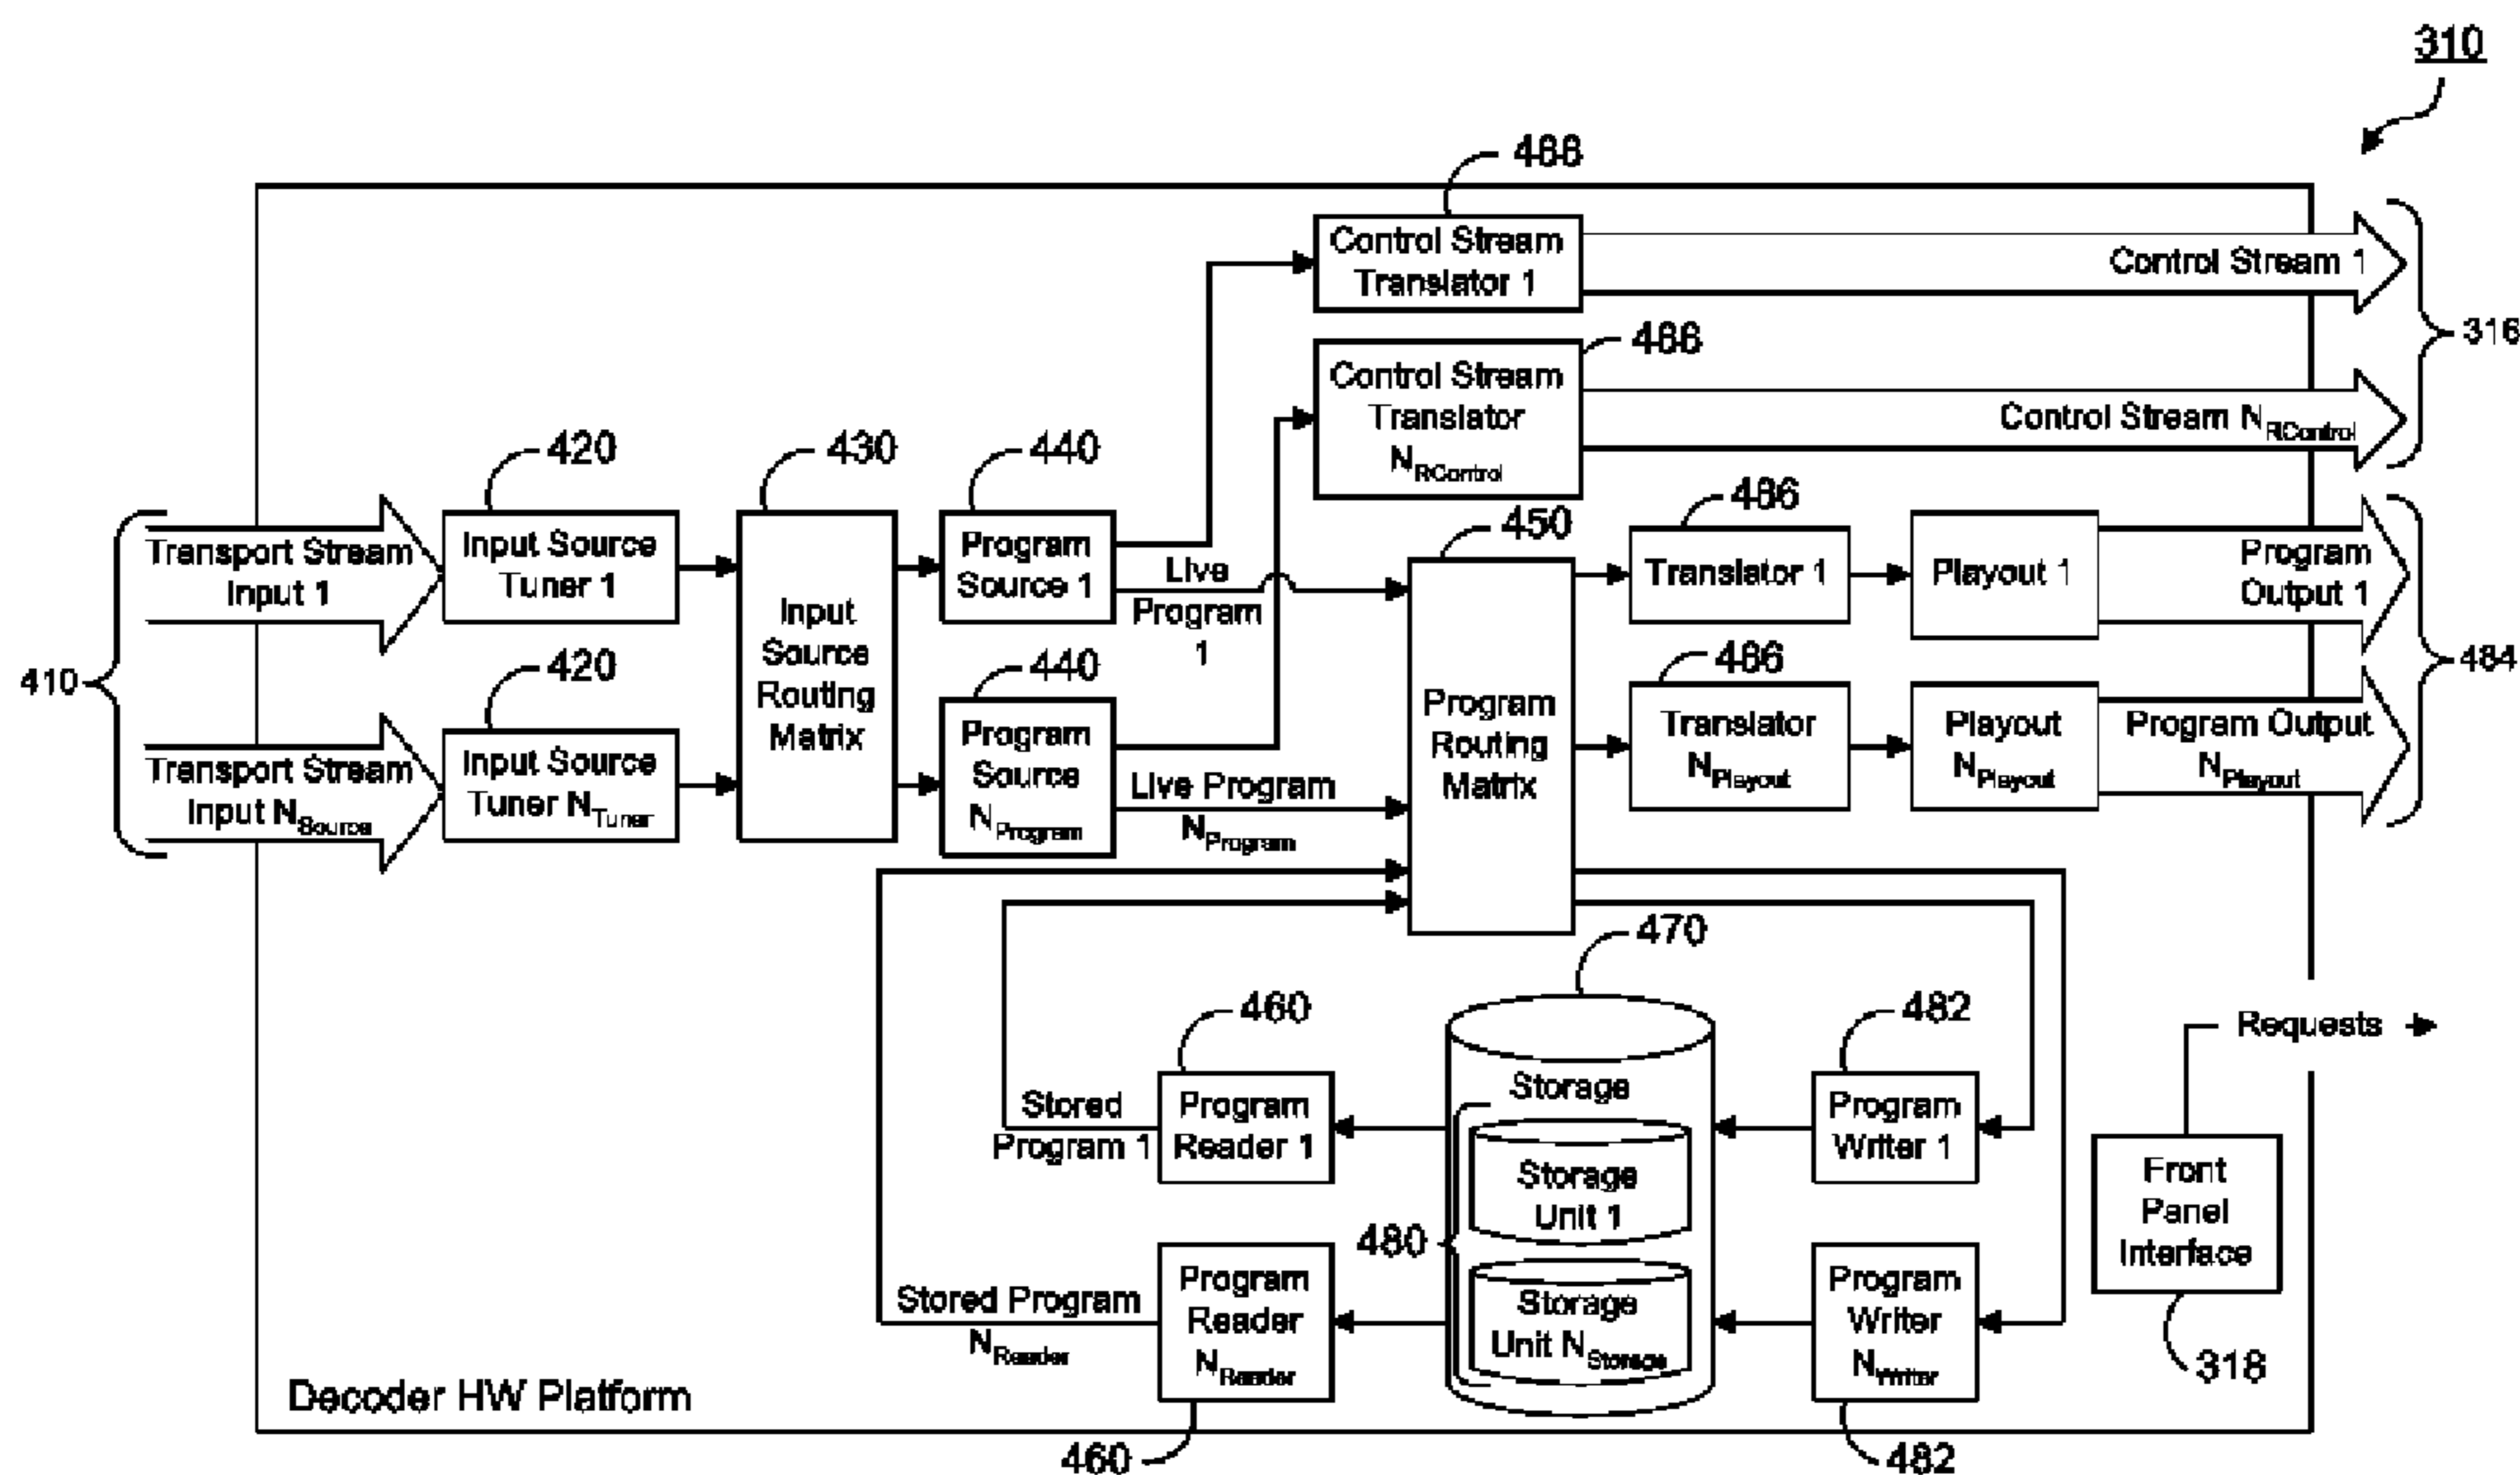 310
488
Control Stream
Translator 1
Control Stream 1
316
488
Control Stream
Translator
NRControl
Control Stream NRControl
420
430
440
486
450
Transport Stream
Input 1
Input Source
Tuner 1
Program
Source 1
Live
Program
1
Translator 1
Playout 1
Program
Output 1
Input
Source
Routing
Matrix
410
420
440
486
484
Program
Routing
Matrix
Transport Stream
Input NSource
Input Source
Tuner NTuner
Program
Source
NProgram
Live Program
NProgram
Translator
NPlayout
Playout
NPlayout
Program Output
NPlayout
470
460
482
Requests
Storage
Stored
Program 1
Program
Reader 1
Storage
Unit 1
Program
Writer 1
Front
Panel
Interface
480
Stored Program
NReader
Program
Reader
NReader
Storage
Unit NStorage
Program
Writer
NWriter
318
Decoder HW Platform
460
482